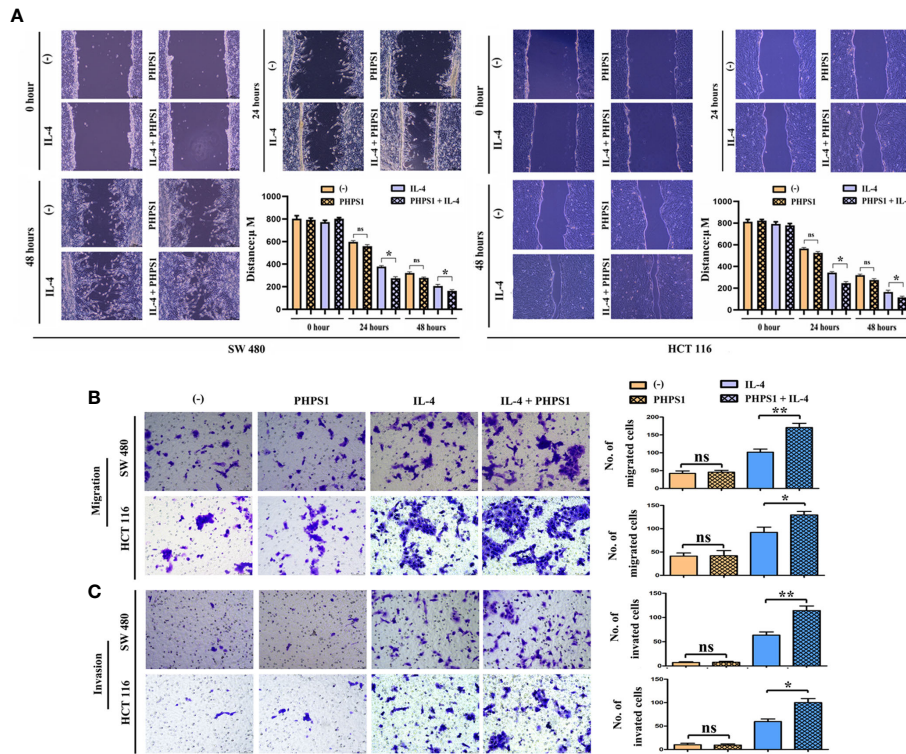 A
0 hour
(-)
IL-4
PHPS1
IL-4 + PHPS1
24 hours
(-)
IL-4
PHPS1
IL-4 + PHPS1
48 hours
(-)
IL-4
PHPS1
IL-4 + PHPS1
(-)
IL-4
PHPS1
PHPS1 + IL-4
Distance:µ M
1000
800
600
400
200
0
ns
*
ns
*
0 hour
24 hours
48 hours
SW 480
0 hour
(-)
IL-4
PHPS1
IL-4 + PHPS1
24 hours
(-)
IL-4
PHPS1
IL-4 + PHPS1
48 hours
(-)
IL-4
PHPS1
IL-4 + PHPS1
(-)
IL-4
PHPS1
PHPS1 + IL-4
Distance:µ M
1000
800
600
400
200
0
ns
*
ns
*
0 hour
24 hours
48 hours
HCT 116
B
(-)
PHPS1
IL-4
IL-4 + PHPS1
Migration
SW 480
HCT 116
(-)
IL-4
PHPS1
PHPS1 + IL-4
No. of
migrated cells
200
150
100
50
0
ns
**
No. of
migrated cells
150
100
50
0
ns
*
C
Invasion
SW 480
HCT 116
No. of
invated cells
150
100
50
0
ns
**
No. of
invated cells
150
100
50
0
ns
*